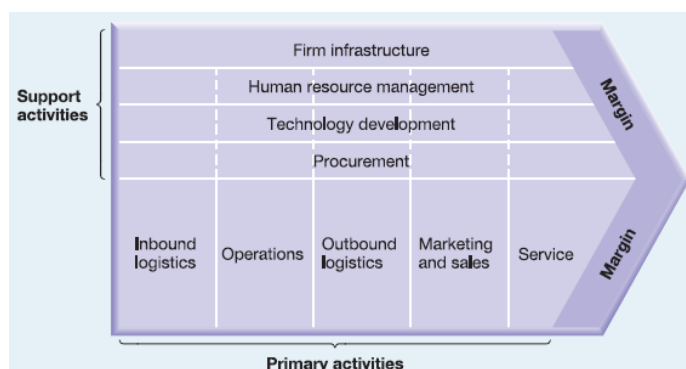 Firm infrastructure
Human resource management
Support
activities
Technology development
Procurement
Margin
Inbound
logistics
Operations
Outbound
logistics
Marketing
and sales
Service
Margin
Primary activities